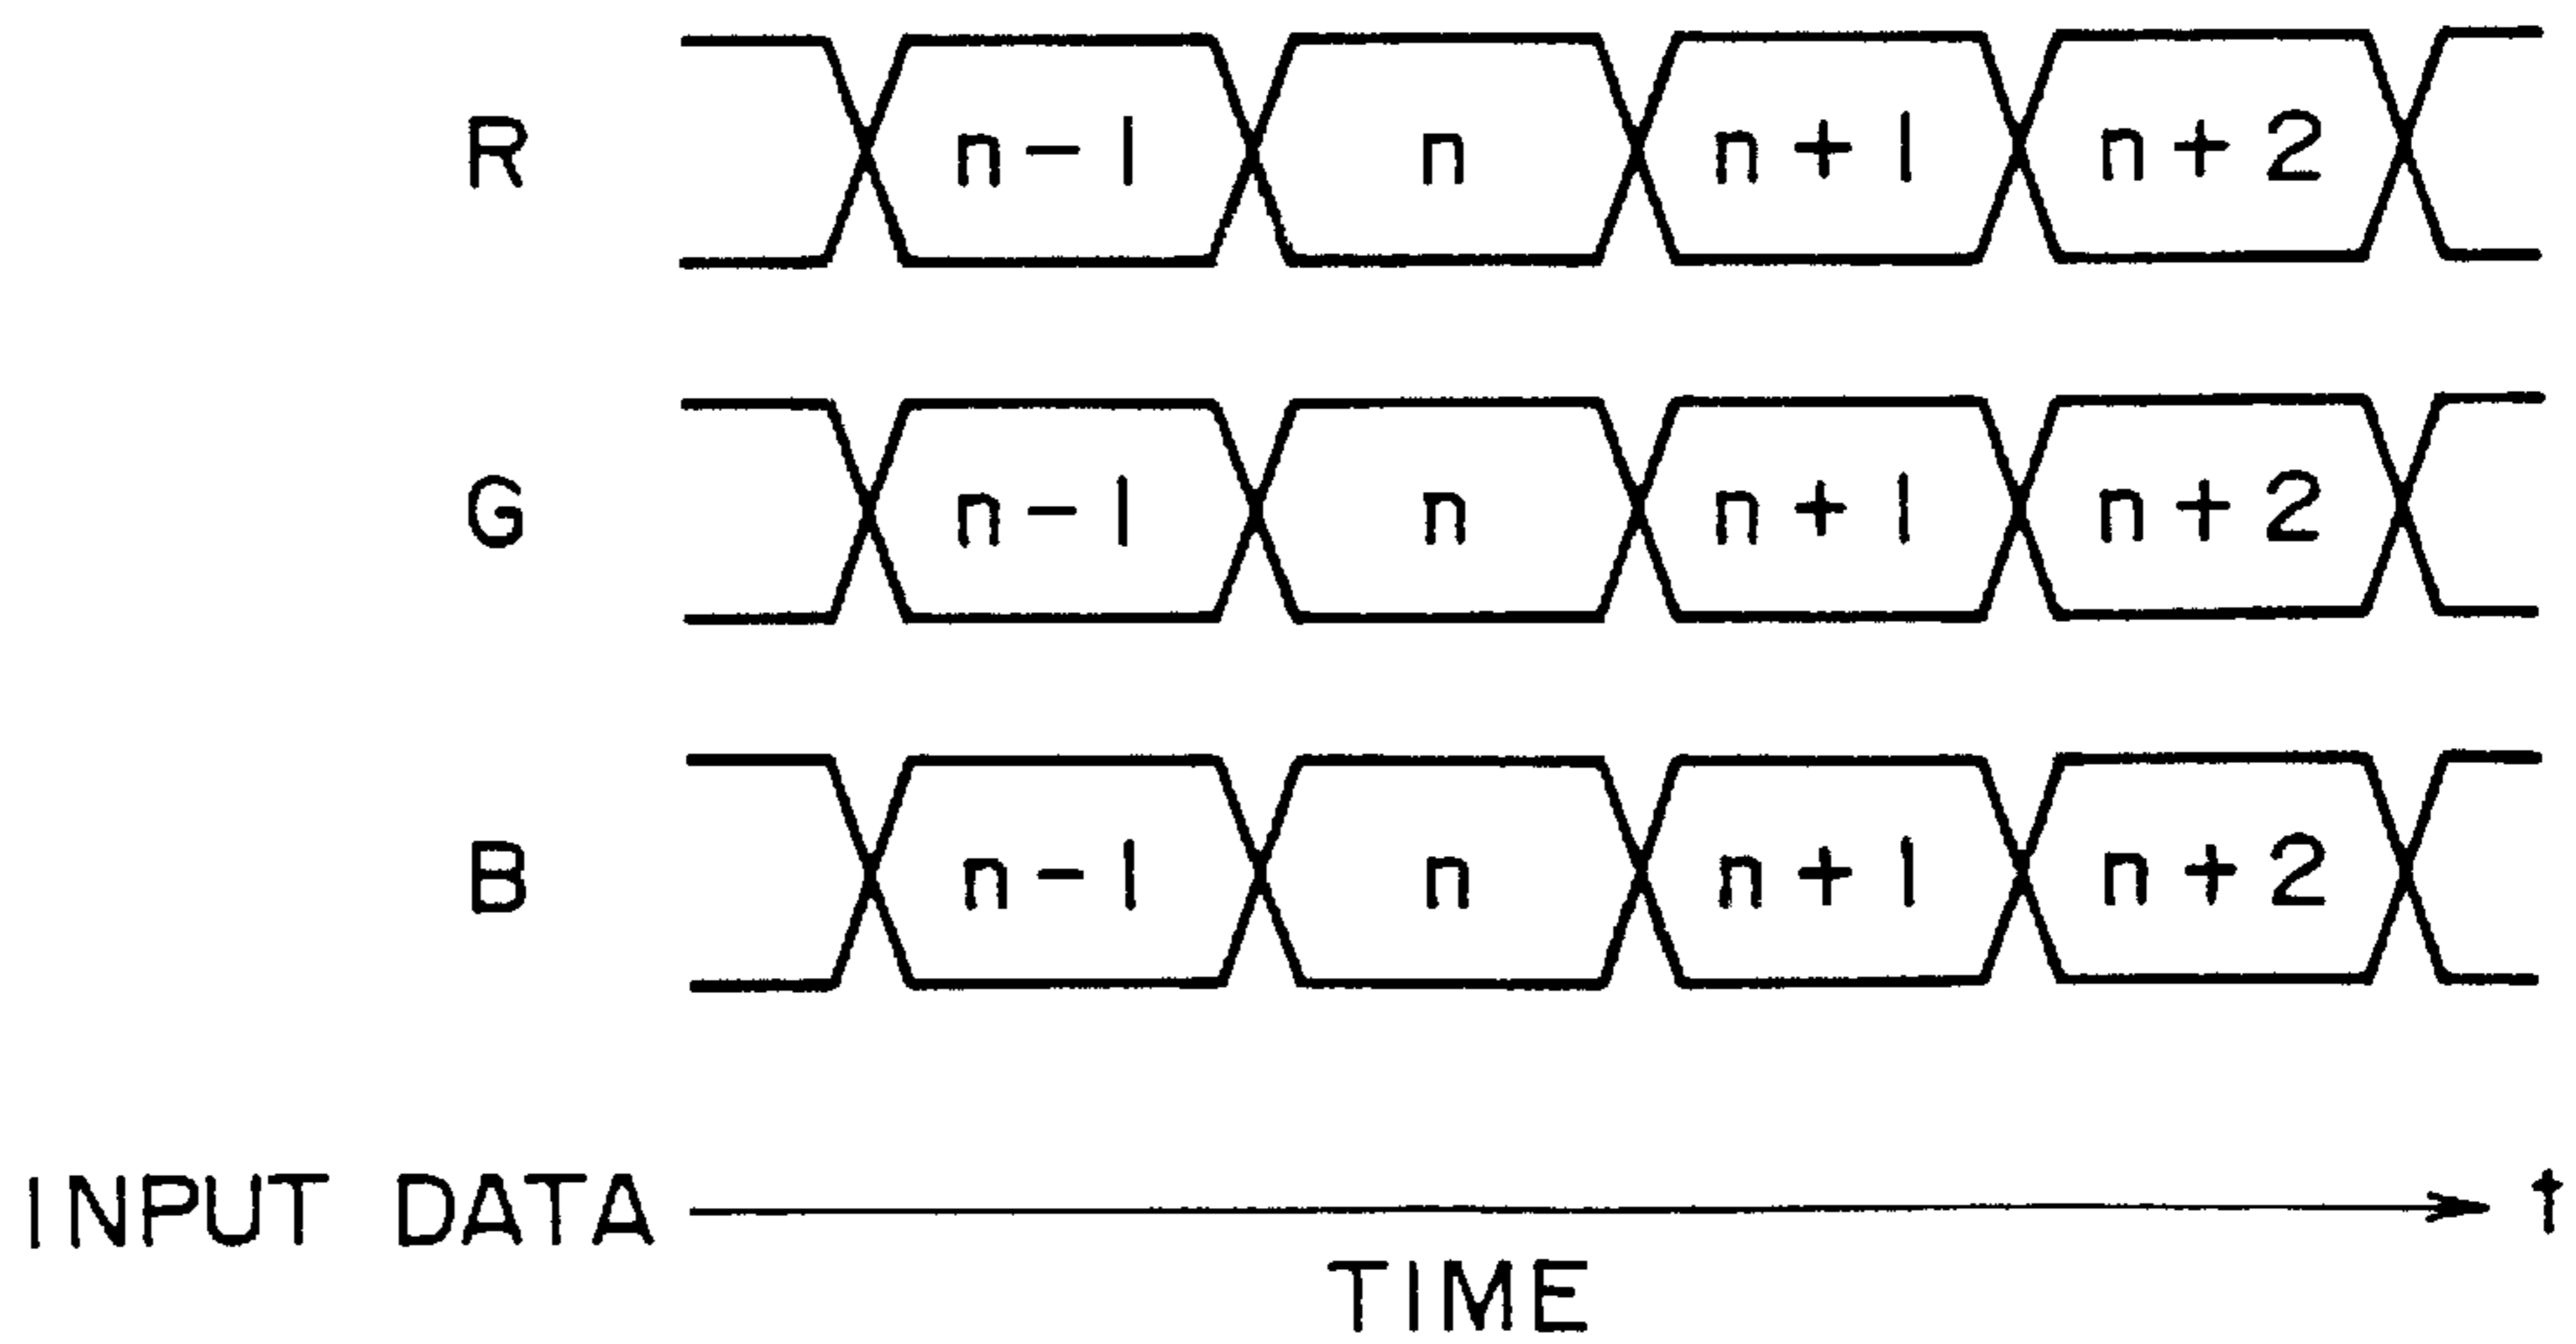 R n-1 n n+1 n+2
G n-1 n n+1 n+2
B n-1 n n+1 n+2
INPUT DATA t
TIME